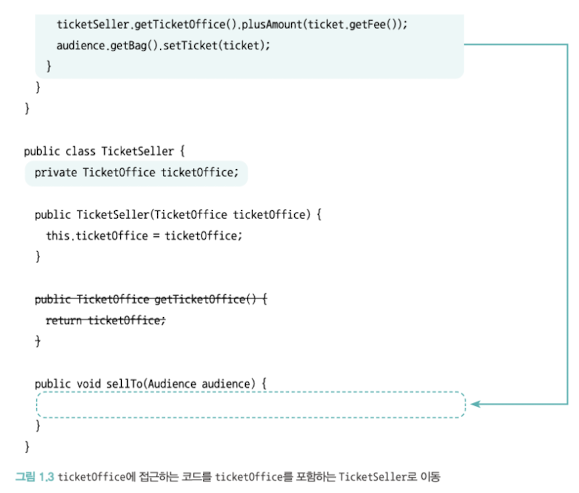 ticketSeller.getTicketOffice().plusAmount(ticket.getFee());
audience.getBag().setTicket(ticket);
}
}
}
public class TicketSeller {
private TicketOffice ticketOffice;
public TicketSeller(TicketOffice ticketOffice) {
this.ticketOffice = ticketOffice;
}
public TicketOffice getTicketOffice() {
return ticketOffice;
}
public void sellTo(Audience audience) {
}
}
그림 1.3 ticketOffice에 접근하는 코드를 ticketOffice를 포함하는 TicketSeller로 이동